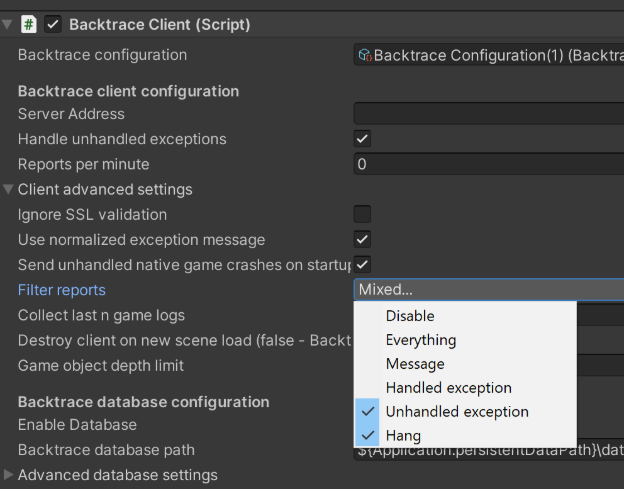 # Backtrace Client (Script)
Backtrace configuration Backtrace Configuration(1) (Backtra
Backtrace client configuration
Server Address
Handle unhandled exceptions
Reports per minute 0
Client advanced settings
Ignore SSL validation
Use normalized exception message
Send unhandled native game crashes on startup
Filter reports Mixed...
Disable
Everything
Message
Handled exception
Unhandled exception
Hang
Collect last n game logs
Destroy client on new scene load (false - Backt
Game object depth limit
Backtrace database configuration
Enable Database
Backtrace database path ${Application.persistentDataPath}\dat
Advanced database settings